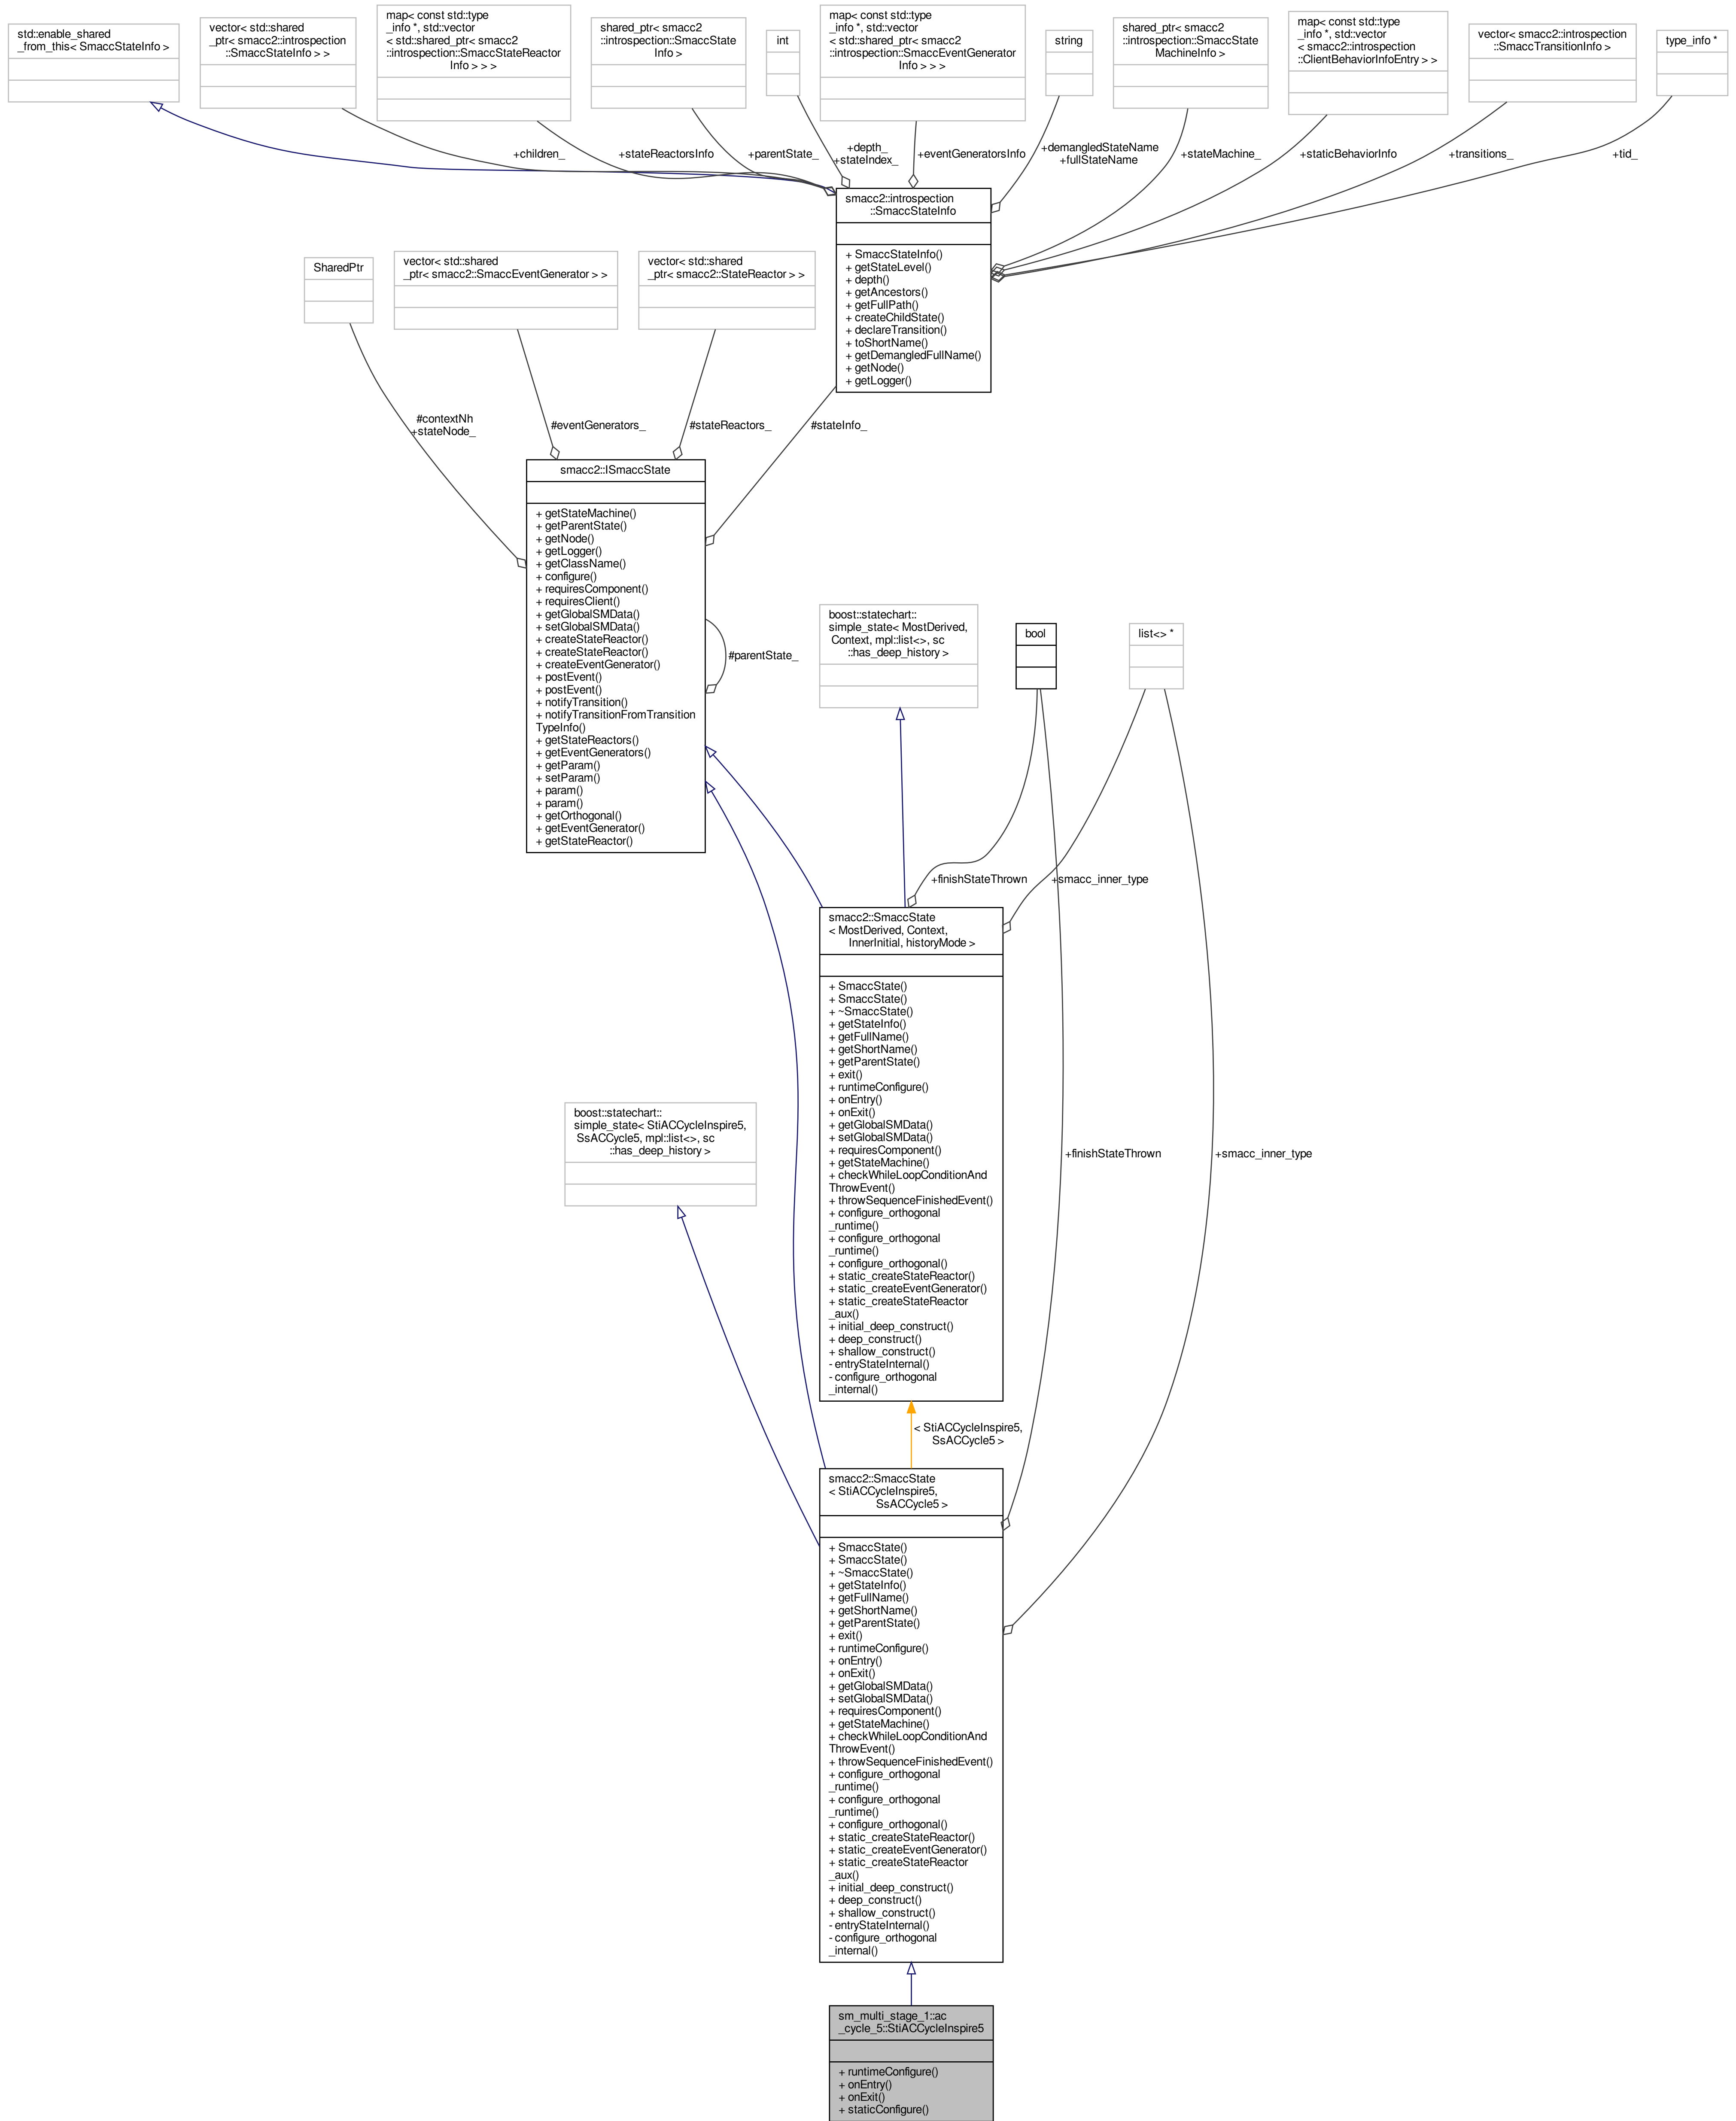 std::enable_shared
_from_this< SmaccStateInfo >
vector< std::shared
_ptr< smacc2::introspection
::SmaccStateInfo > >
map< const std::type
_info *, std::vector
< std::shared_ptr< smacc2
::introspection::SmaccStateReactor
Info > > >
shared_ptr< smacc2
::introspection::SmaccState
Info >
int
map< const std::type
_info *, std::vector
< std::shared_ptr< smacc2
::introspection::SmaccEventGenerator
Info > > >
string
shared_ptr< smacc2
::introspection::SmaccState
MachineInfo >
map< const std::type
_info *, std::vector
< smacc2::introspection
::ClientBehaviorInfoEntry > >
vector< smacc2::introspection
::SmaccTransitionInfo >
type_info *
+children_
+stateReactorsInfo
+parentState_
+depth_
+stateIndex_
+eventGeneratorsInfo
+demangledStateName
+fullStateName
+stateMachine_
+staticBehaviorInfo
+transitions_
+tid_
smacc2::introspection
::SmaccStateInfo
+ SmaccStateInfo()
+ getStateLevel()
+ depth()
+ getAncestors()
+ getFullPath()
+ createChildState()
+ declareTransition()
+ toShortName()
+ getDemangledFullName()
+ getNode()
+ getLogger()
SharedPtr
vector< std::shared
_ptr< smacc2::SmaccEventGenerator > >
vector< std::shared
_ptr< smacc2::StateReactor > >
#contextNh
+stateNode_
#eventGenerators_
#stateReactors_
#stateInfo_
smacc2::ISmaccState
+ getStateMachine()
+ getParentState()
+ getNode()
+ getLogger()
+ getClassName()
+ configure()
+ requiresComponent()
+ requiresClient()
+ getGlobalSMData()
+ setGlobalSMData()
+ createStateReactor()
+ createStateReactor()
+ createEventGenerator()
+ postEvent()
+ postEvent()
+ notifyTransition()
+ notifyTransitionFromTransition
TypeInfo()
+ getStateReactors()
+ getEventGenerators()
+ getParam()
+ setParam()
+ param()
+ param()
+ getOrthogonal()
+ getEventGenerator()
+ getStateReactor()
#parentState_
boost::statechart::
simple_state< MostDerived,
Context, mpl::list<>, sc
::has_deep_history >
bool
list<> *
+finishStateThrown
+smacc_inner_type
smacc2::SmaccState
< MostDerived, Context,
InnerInitial, historyMode >
+ SmaccState()
+ SmaccState()
+ ~SmaccState()
+ getStateInfo()
+ getFullName()
+ getShortName()
+ getParentState()
+ exit()
+ runtimeConfigure()
+ onEntry()
+ onExit()
+ getGlobalSMData()
+ setGlobalSMData()
+ requiresComponent()
+ getStateMachine()
+ checkWhileLoopConditionAnd
ThrowEvent()
+ throwSequenceFinishedEvent()
+ configure_orthogonal
_runtime()
+ configure_orthogonal
_runtime()
+ configure_orthogonal()
+ static_createStateReactor()
+ static_createEventGenerator()
+ static_createStateReactor
_aux()
+ initial_deep_construct()
+ deep_construct()
+ shallow_construct()
- entryStateInternal()
- configure_orthogonal
_internal()
boost::statechart::
simple_state< StiACCycleInspire5,
SsACCycle5, mpl::list<>, sc
::has_deep_history >
+finishStateThrown
+smacc_inner_type
< StiACCycleInspire5,
SsACCycle5 >
smacc2::SmaccState
< StiACCycleInspire5,
SsACCycle5 >
+ SmaccState()
+ SmaccState()
+ ~SmaccState()
+ getStateInfo()
+ getFullName()
+ getShortName()
+ getParentState()
+ exit()
+ runtimeConfigure()
+ onEntry()
+ onExit()
+ getGlobalSMData()
+ setGlobalSMData()
+ requiresComponent()
+ getStateMachine()
+ checkWhileLoopConditionAnd
ThrowEvent()
+ throwSequenceFinishedEvent()
+ configure_orthogonal
_runtime()
+ configure_orthogonal
_runtime()
+ configure_orthogonal()
+ static_createStateReactor()
+ static_createEventGenerator()
+ static_createStateReactor
_aux()
+ initial_deep_construct()
+ deep_construct()
+ shallow_construct()
- entryStateInternal()
- configure_orthogonal
_internal()
sm_multi_stage_1::ac
_cycle_5::StiACCycleInspire5
+ runtimeConfigure()
+ onEntry()
+ onExit()
+ staticConfigure()